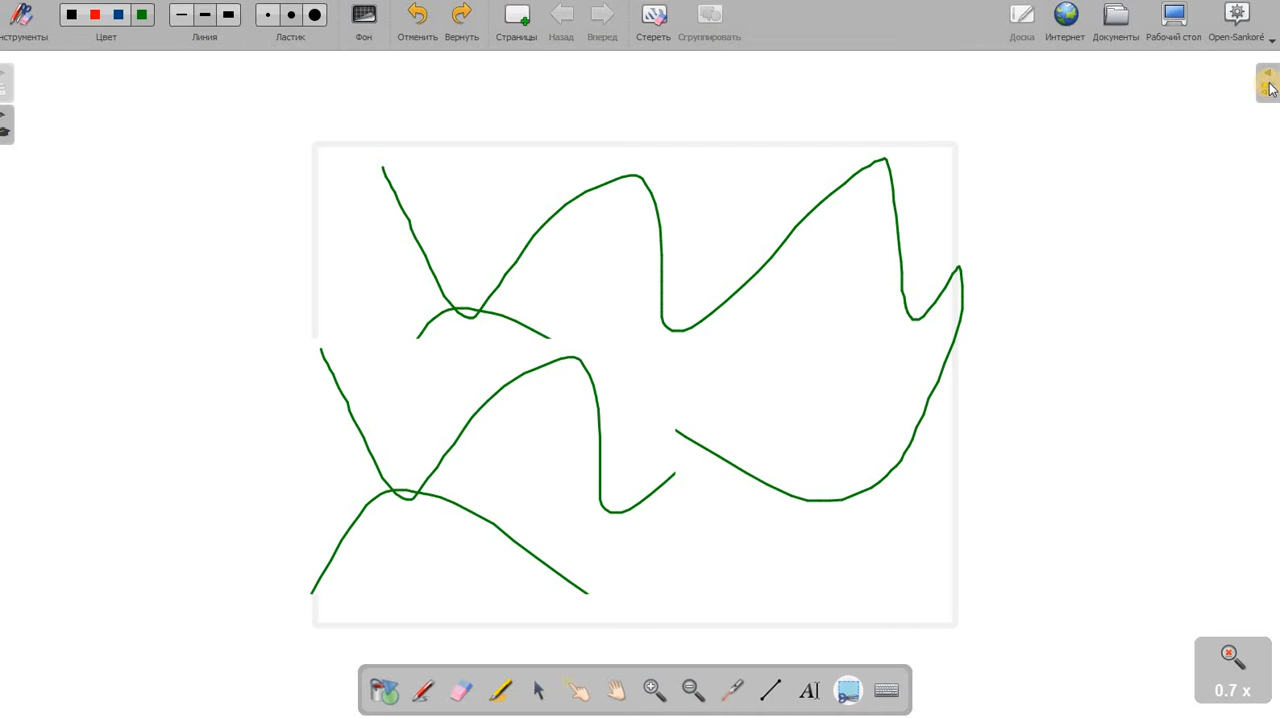 нструменты Цвет Линия Ластик Фон Отменить Вернуть Страницы Назад Вперед Стереть Сгруппировать Доска Интернет Документы Рабочий стол Open-Sankoré
0.7 x